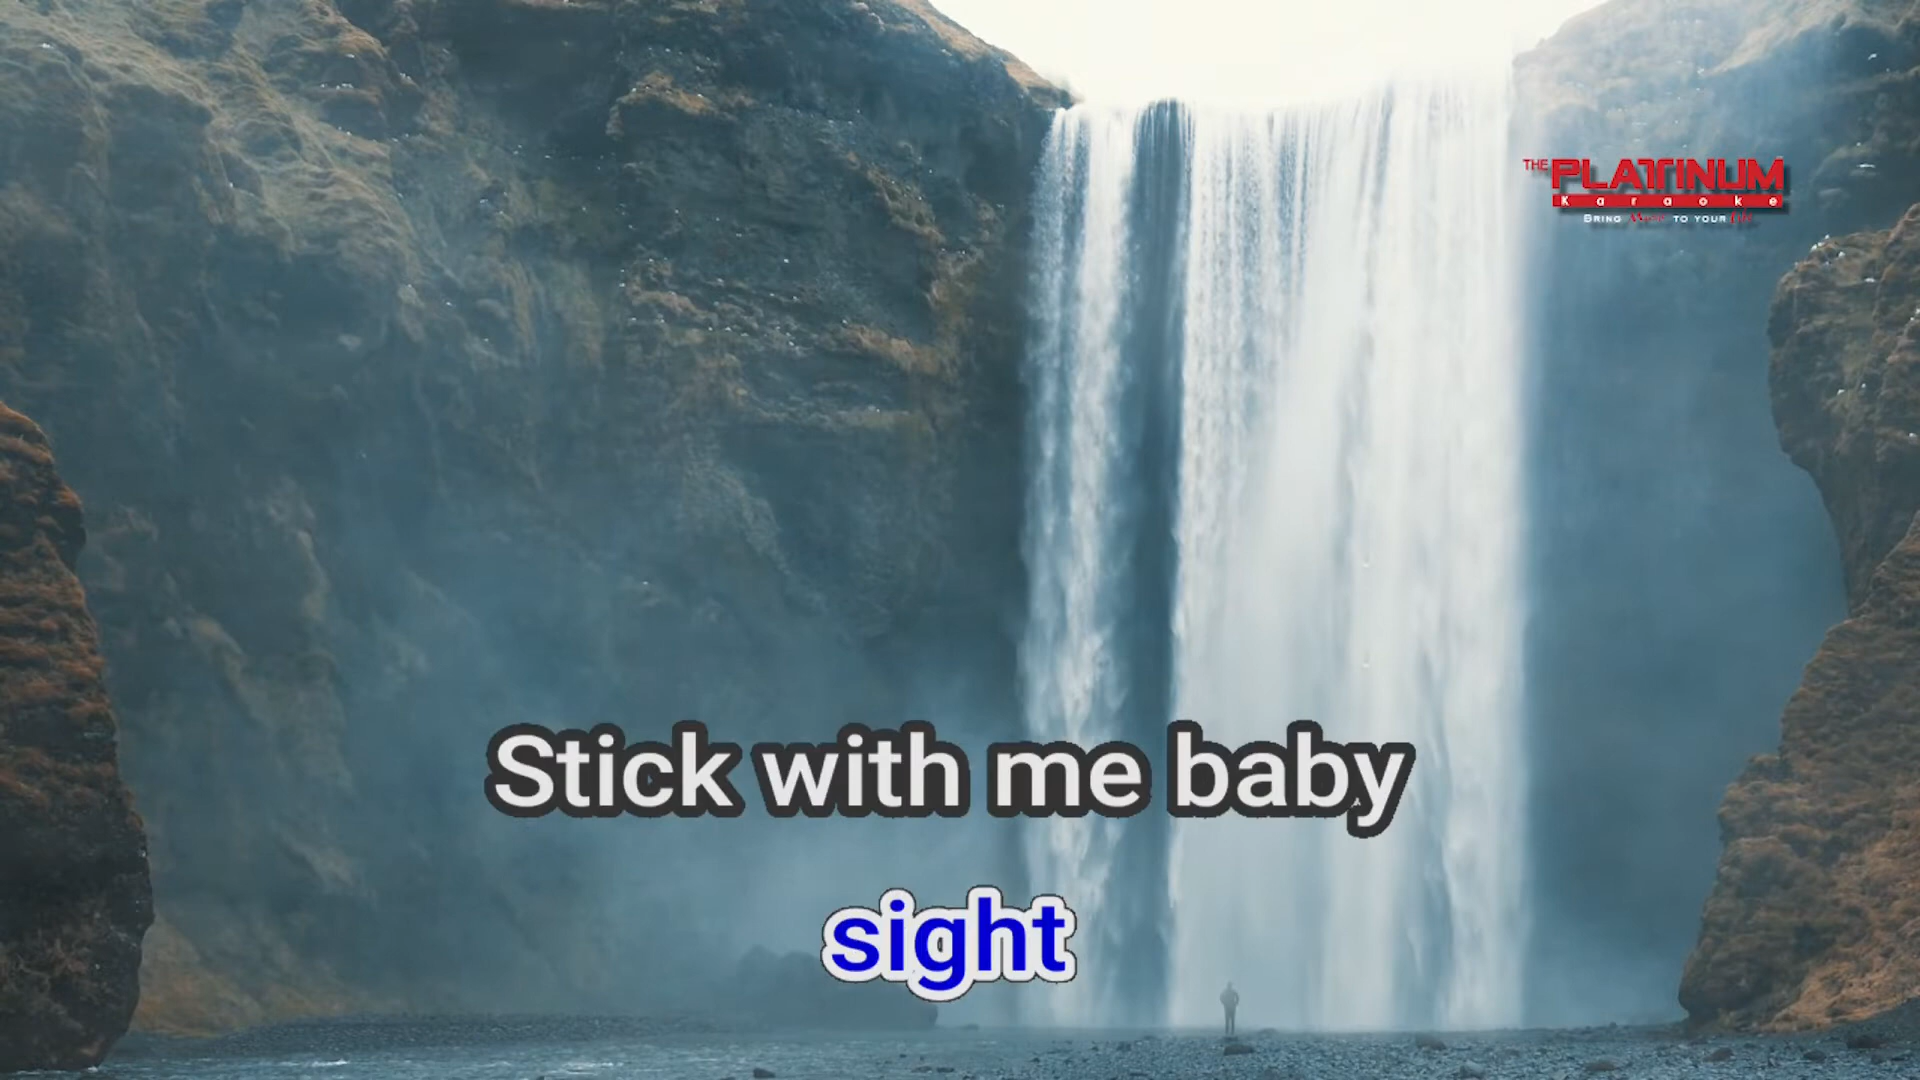 THE PLATINUM
Karaoke
BRING Music TO YOUR Life
Stick with me baby
sight